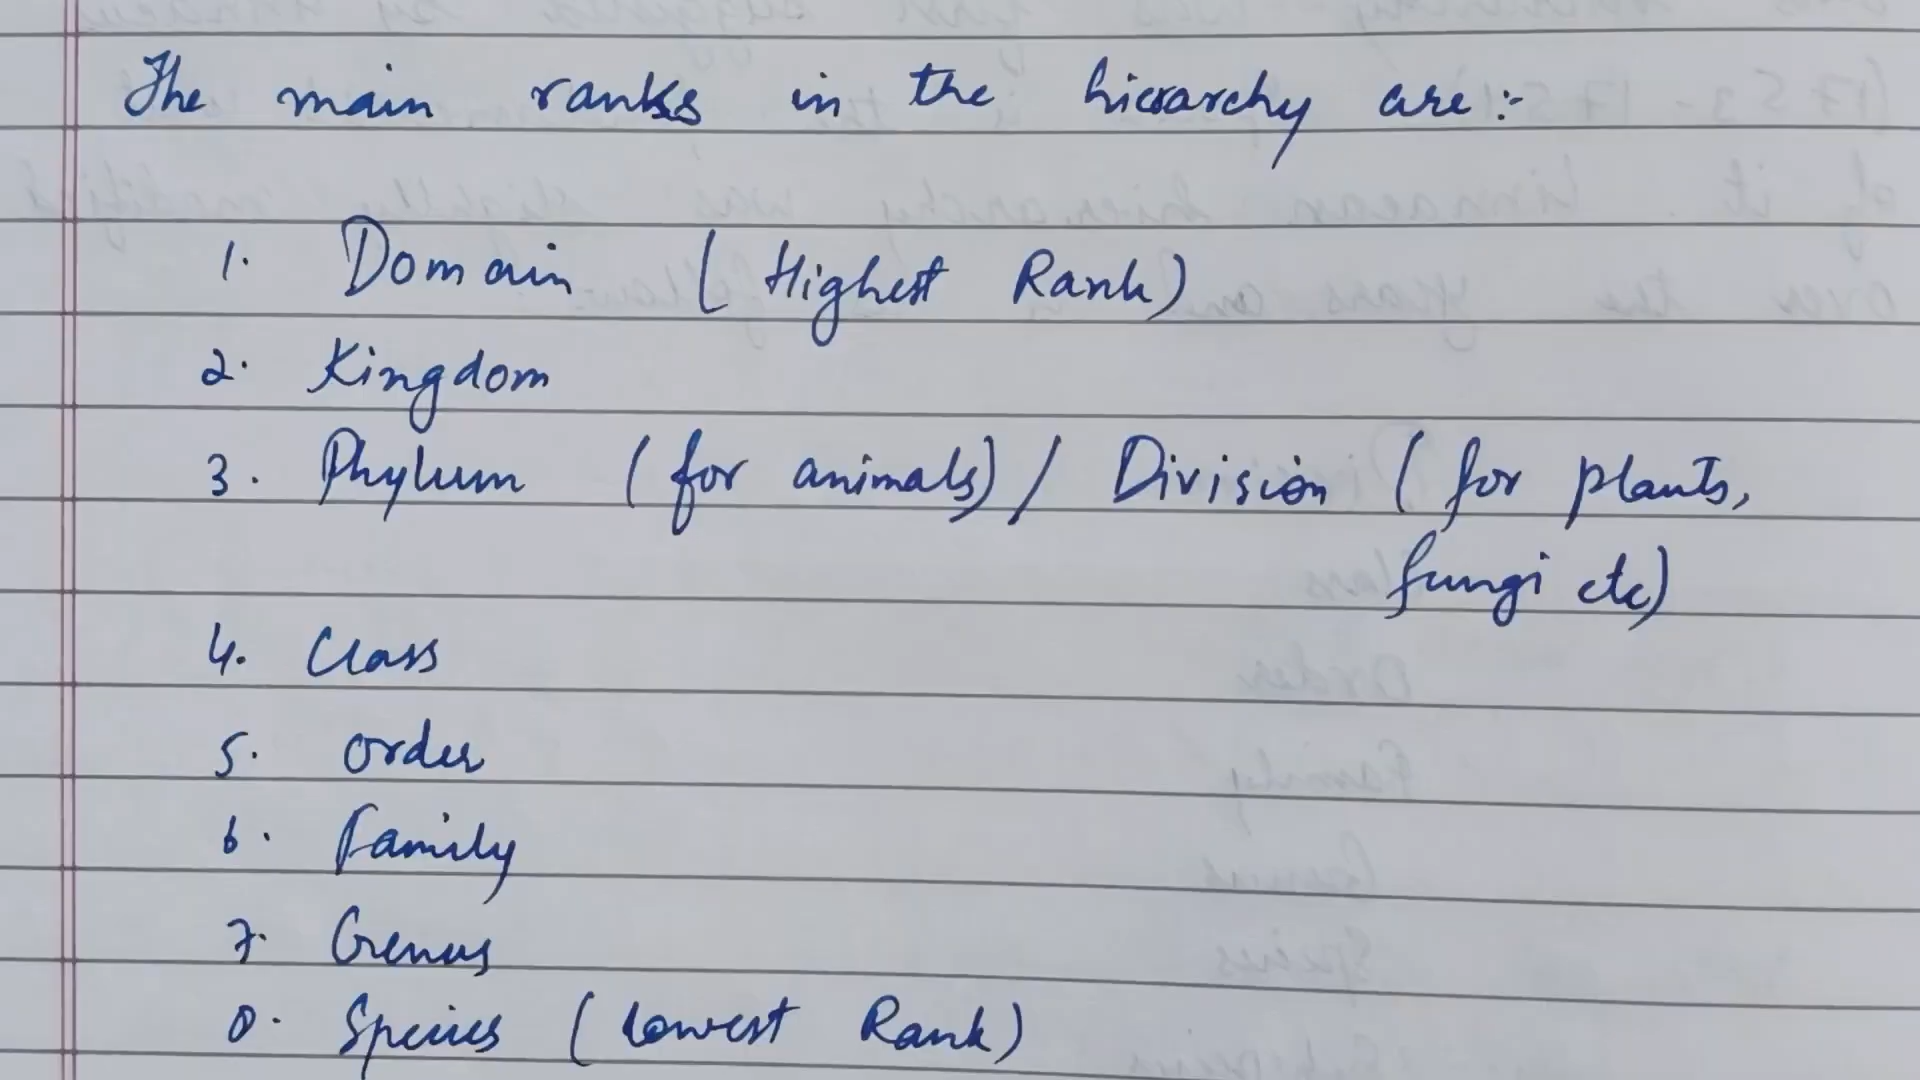 The main ranks in the hierarchy are:-
1. Domain (Highest Rank)
2. Kingdom
3. Phylum (for animals) / Division (for plants,
fungi etc)
4. Class
5. Order
6. Family
7. Genus
8. Species (Lowest Rank)